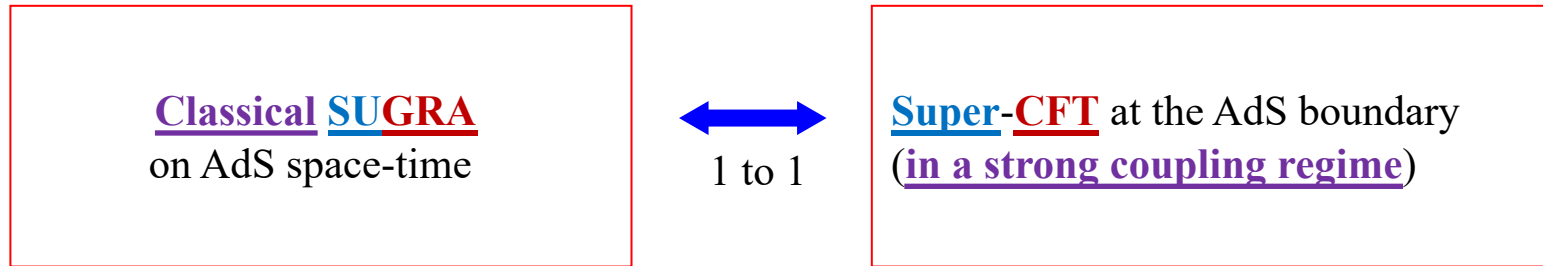 Classical SUGRA
on AdS space-time
1 to 1
Super-CFT at the AdS boundary
(in a strong coupling regime)